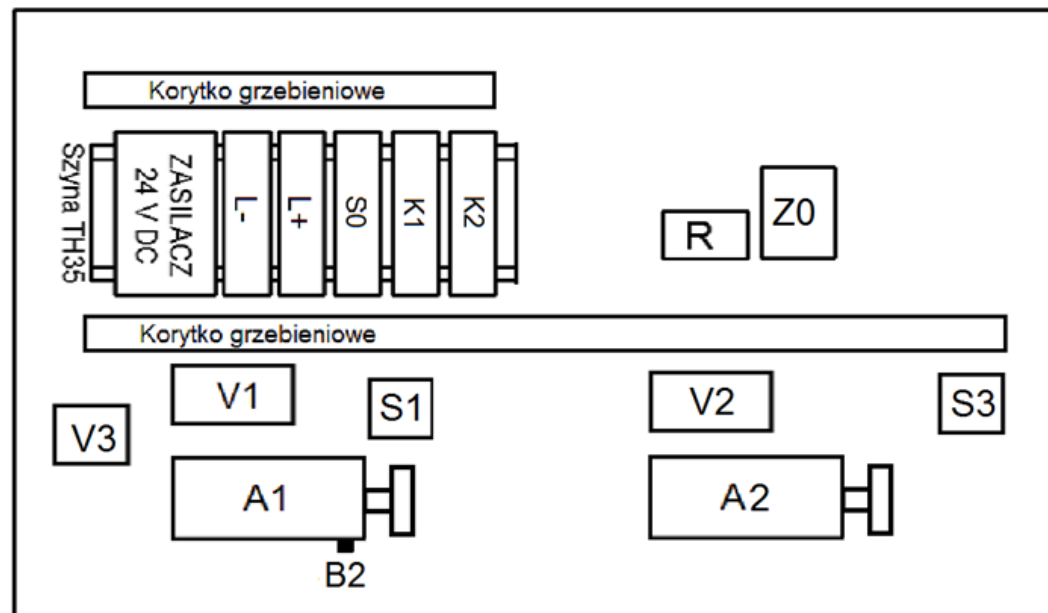 Korytko grzebieniowe
Szyna TH35
ZASILACZ
24 V DC
L-
L+
S0
K1
K2
R
Z0
Korytko grzebieniowe
V1
S1
V2
S3
V3
A1
A2
B2